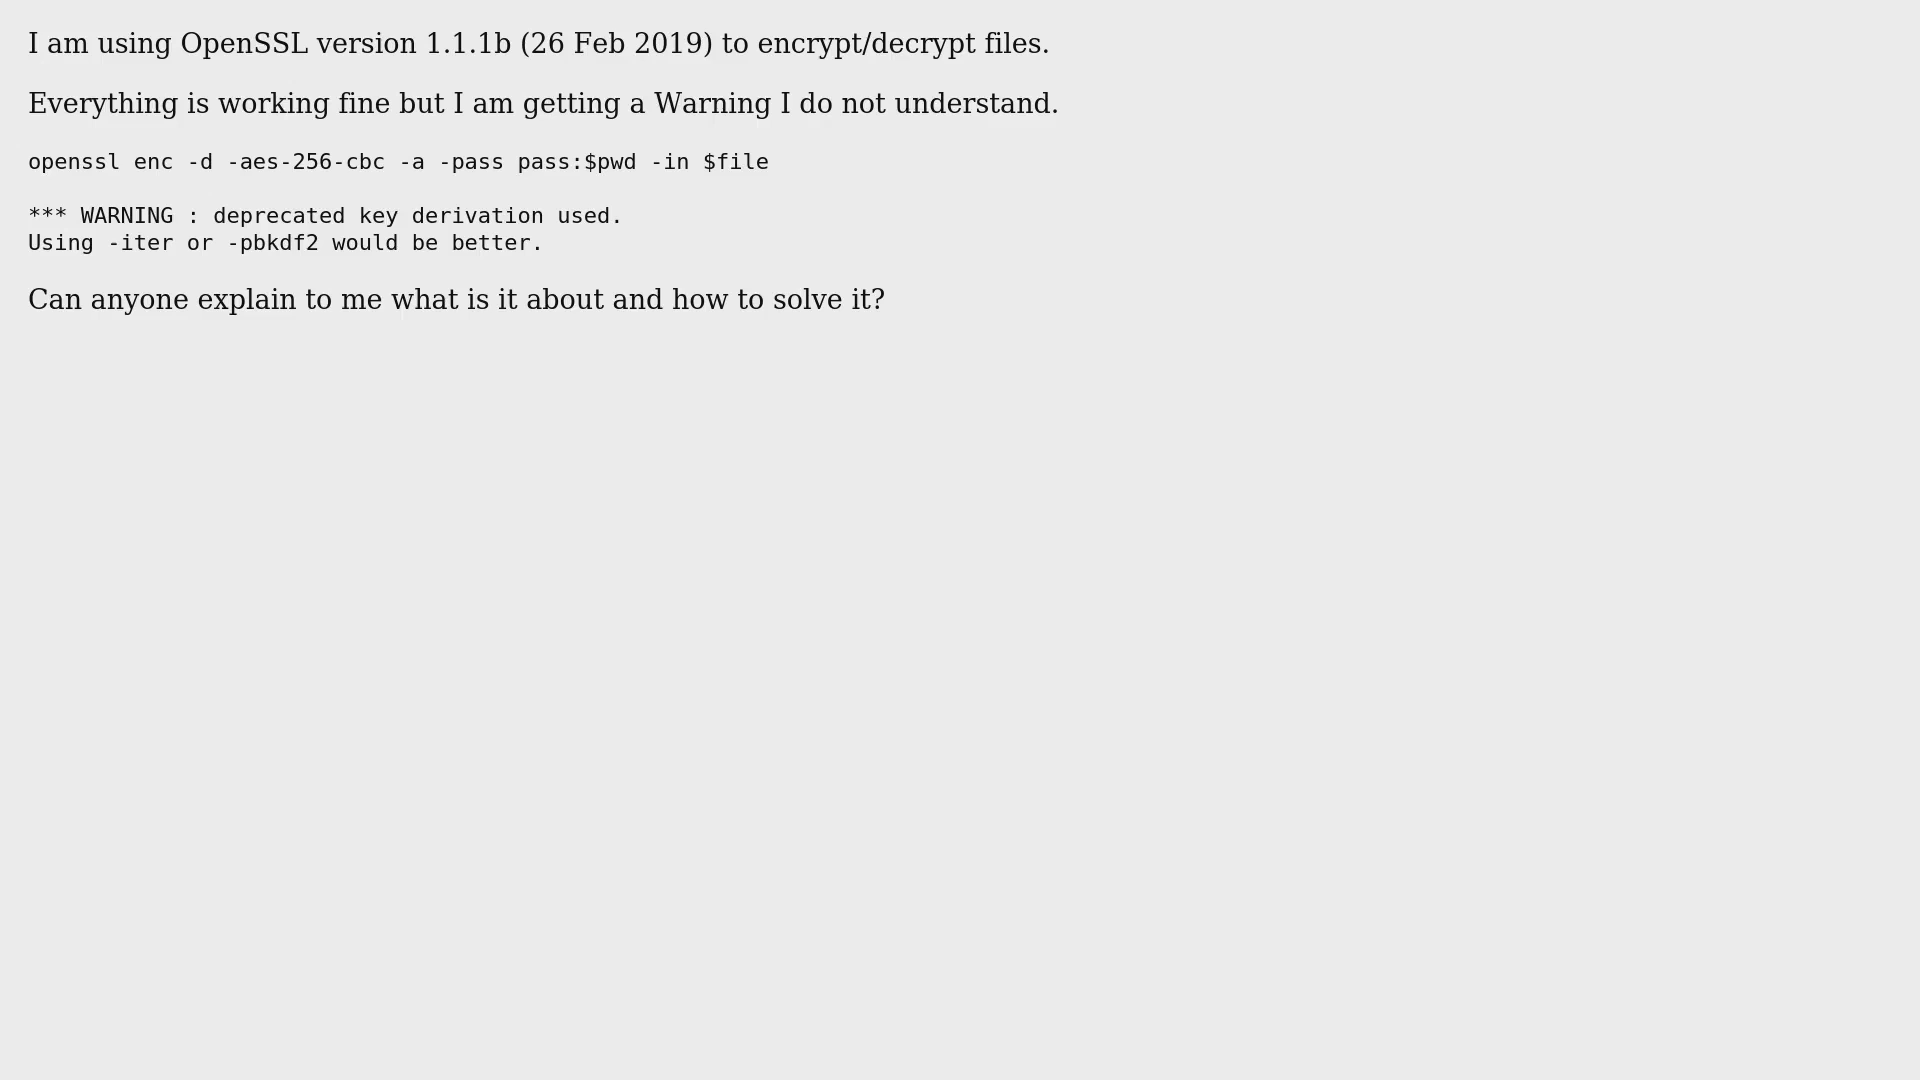 I am using OpenSSL version 1.1.1b (26 Feb 2019) to encrypt/decrypt files.
Everything is working fine but I am getting a Warning I do not understand.
openssl enc -d -aes-256-cbc -a -pass pass:$pwd -in $file
*** WARNING : deprecated key derivation used.
Using -iter or -pbkdf2 would be better.
Can anyone explain to me what is it about and how to solve it?